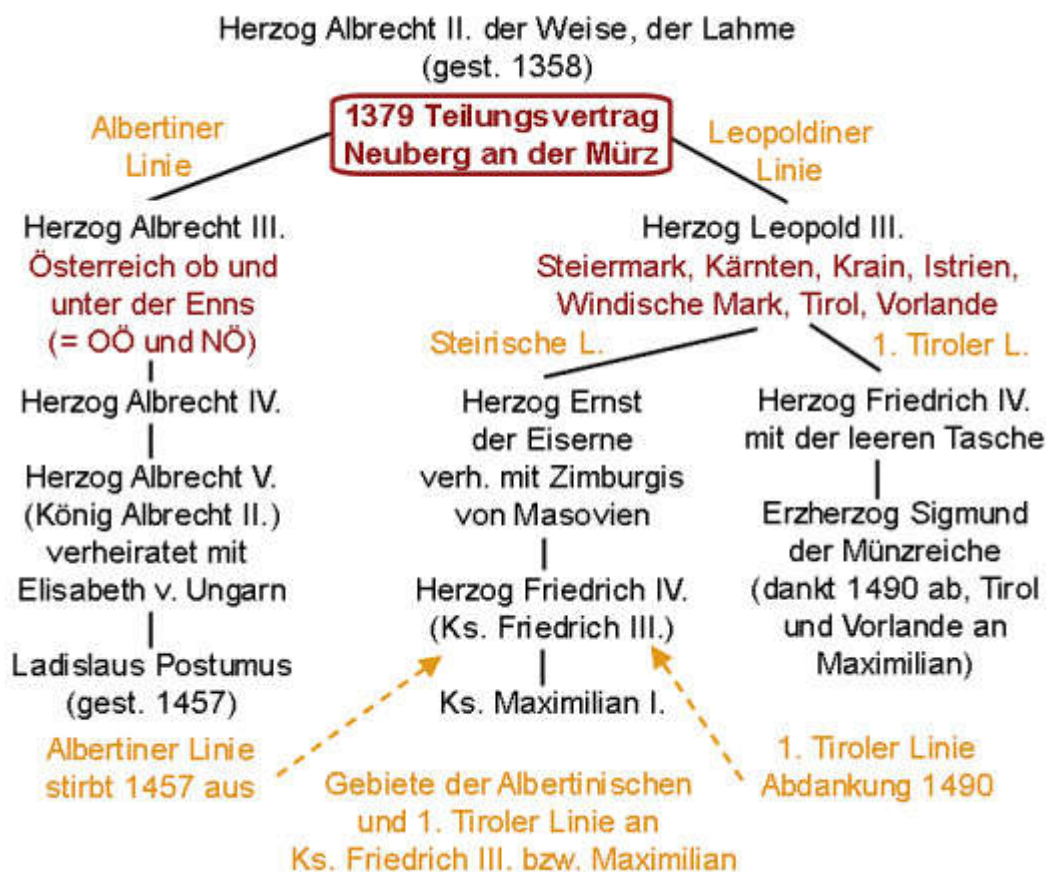 Herzog Albrecht II. der Weise, der Lahme
(gest. 1358)
1379 Teilungsvertrag
Neuberg an der Mürz
Albertiner
Linie
Leopoldiner
Linie
Herzog Albrecht III.
Österreich ob und
unter der Enns
(= OÖ und NÖ)
Herzog Albrecht IV.
Herzog Albrecht V.
(König Albrecht II.)
verheiratet mit
Elisabeth v. Ungarn
Ladislaus Postumus
(gest. 1457)
Albertiner Linie
stirbt 1457 aus
Herzog Leopold III.
Steiermark, Kärnten, Krain, Istrien,
Windische Mark, Tirol, Vorlande
Steirische L.
1. Tiroler L.
Herzog Ernst
der Eiserne
verh. mit Zimburgis
von Masovien
Herzog Friedrich IV.
(Ks. Friedrich III.)
Ks. Maximilian I.
Herzog Friedrich IV.
mit der leeren Tasche
Erzherzog Sigmund
der Münzreiche
(dankt 1490 ab, Tirol
und Vorlande an
Maximilian)
1. Tiroler Linie
Abdankung 1490
Gebiete der Albertinischen
und 1. Tiroler Linie an
Ks. Friedrich III. bzw. Maximilian